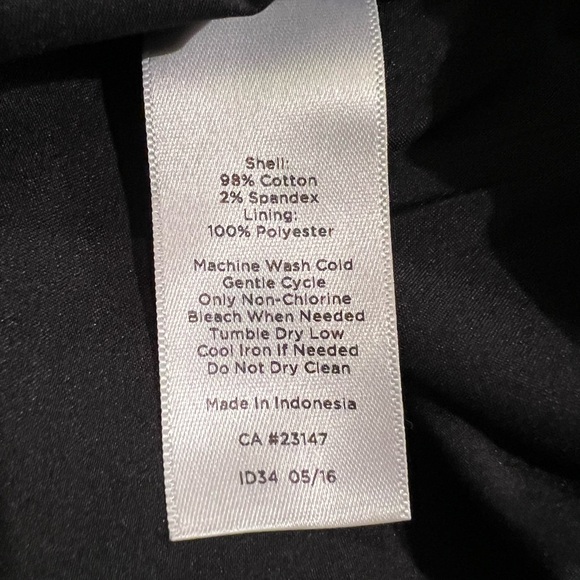 Shell:
98% Cotton
2% Spandex
Lining:
100% Polyester
Machine Wash Cold
Gentle Cycle
Only Non-Chlorine
Bleach When Needed
Tumble Dry Low
Cool Iron If Needed
Do Not Dry Clean
Made In Indonesia
CA #23147
ID34 05/16